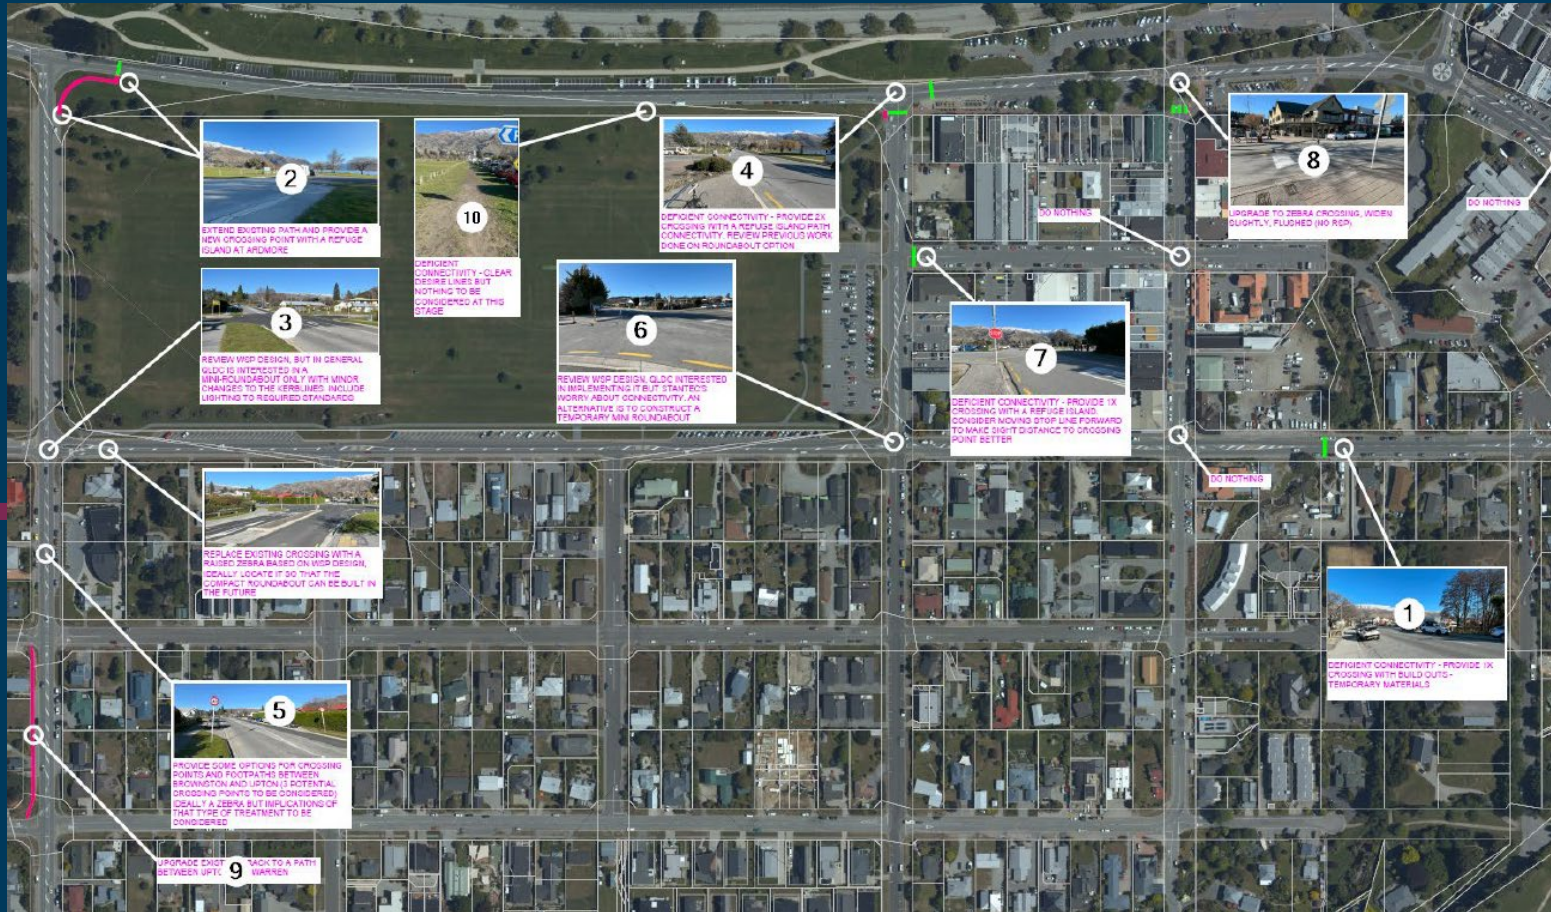 2
EXTEND EXISTING PATH AND PROVIDE A
NEW CROSSING POINT WITH A REFUGE
ISLAND AT ARDMORE
10
DEFICIENT
CONNECTIVITY - CLEAR
DESIRE LINES BUT
NOTHING TO BE
CONSIDERED AT THIS
STAGE
4
DEFICIENT CONNECTIVITY - PROVIDE 2X
CROSSING WITH A REFUGE ISLAND PATH
CONNECTIVITY. REVIEW PREVIOUS WORK
DONE ON ROUNDABOUT OPTION
8
UPGRADE TO ZEBRA CROSSING, WIDEN
SLIGHTLY, FLUSHED (NO RSP)
DO NOTHING
DO NOTHING
3
REVIEW WSP DESIGN, BUT IN GENERAL
QLDC IS INTERESTED IN A
MINI-ROUNDABOUT ONLY WITH MINOR
CHANGES TO THE KERBLINES. INCLUDE
LIGHTING TO REQUIRED STANDARDS
6
REVIEW WSP DESIGN, QLDC INTERESTED
IN IMPLEMENTING IT BUT STANTEC'S
WORRY ABOUT CONNECTIVITY. AN
ALTERNATIVE IS TO CONSTRUCT A
TEMPORARY MINI ROUNDABOUT
7
DEFICIENT CONNECTIVITY - PROVIDE 1X
CROSSING WITH A REFUGE ISLAND.
CONSIDER MOVING STOP LINE FORWARD
TO MAKE SIGHT DISTANCE TO CROSSING
POINT BETTER
DO NOTHING
REPLACE EXISTING CROSSING WITH A
RAISED ZEBRA BASED ON WSP DESIGN,
IDEALLY LOCATE IT SO THAT THE
COMPACT ROUNDABOUT CAN BE BUILT IN
THE FUTURE
1
DEFICIENT CONNECTIVITY - PROVIDE 1X
CROSSING WITH BUILD OUTS -
TEMPORARY MATERIALS
5
PROVIDE SOME OPTIONS FOR CROSSING
POINTS AND FOOTPATHS BETWEEN
BROWNSTON AND UPTON (3 POTENTIAL
CROSSING POINTS TO BE CONSIDERED)
IDEALLY A ZEBRA BUT IMPLICATIONS OF
THAT TYPE OF TREATMENT TO BE
CONSIDERED
UPGRADE EXIST RACK TO A PATH
BETWEEN UPTO WARREN
9